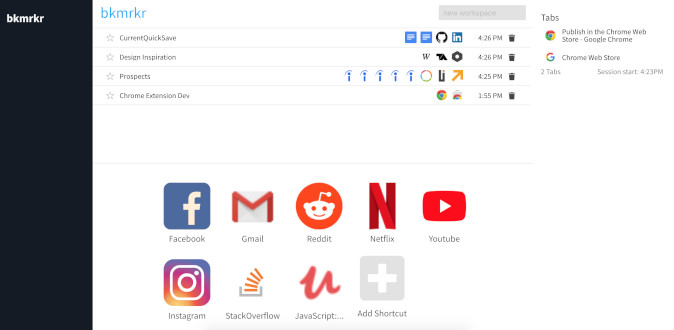 bkmrkr
bkmrkr
new workspace
CurrentQuickSave
4:26 PM
Design Inspiration
W
4:26 PM
Prospects
4:25 PM
Chrome Extension Dev
1:55 PM
Tabs
Publish in the Chrome Web
Store - Google Chrome
Chrome Web Store
2 Tabs
Session start: 4:23PM
Facebook
Gmail
Reddit
Netflix
Youtube
Instagram
StackOverflow
JavaScript:...
Add Shortcut